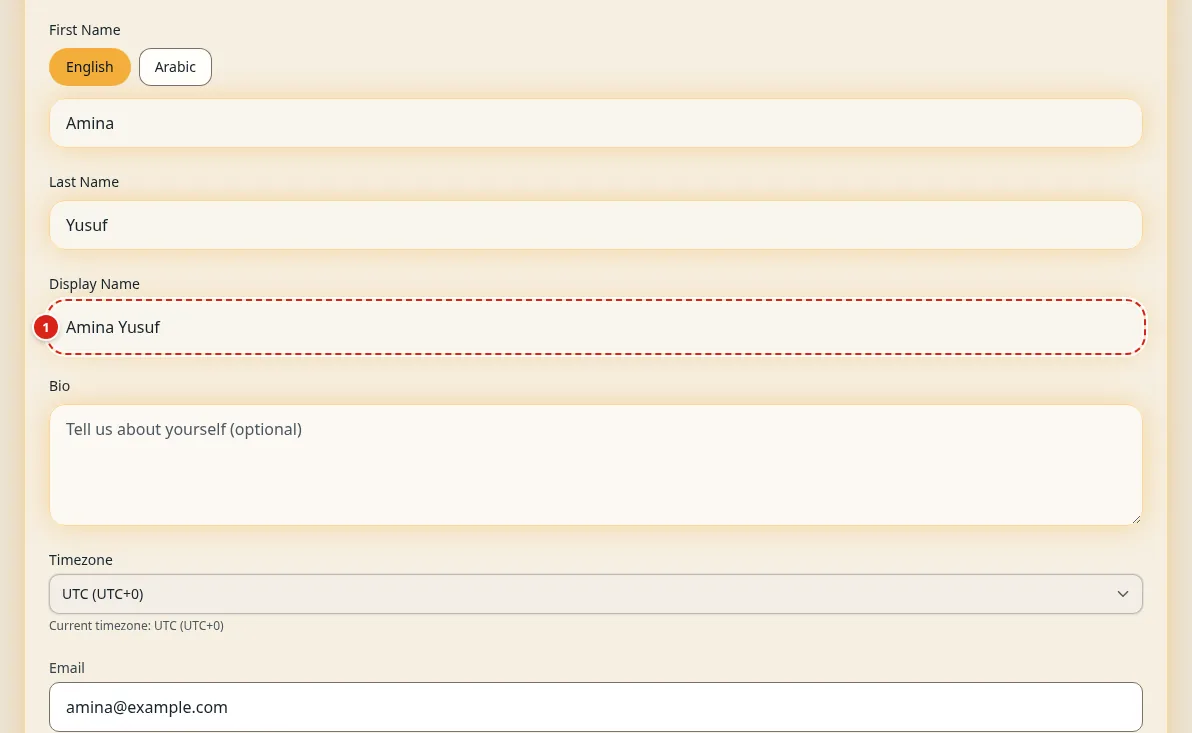 First Name
English Arabic
Amina
Last Name
Yusuf
Display Name
1 Amina Yusuf
Bio
Tell us about yourself (optional)
Timezone
UTC (UTC+0)
Current timezone: UTC (UTC+0)
Email
amina@example.com